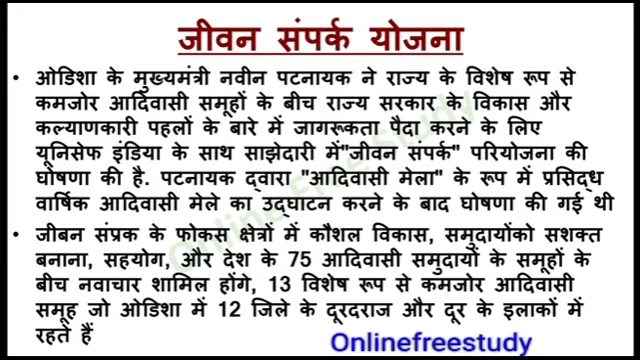 जीवन संपर्क योजना
• ओडिशा के मुख्यमंत्री नवीन पटनायक ने राज्य के विशेष रूप से
कमजोर आदिवासी समूहों के बीच राज्य सरकार के विकास और
कल्याणकारी पहलों के बारे में जागरूकता पैदा करने के लिए
यूनिसेफ इंडिया के साथ साझेदारी में"जीवन संपर्क" परियोजना की
घोषणा की है. पटनायक द्वारा "आदिवासी मेला" के रूप में प्रसिद्ध
वार्षिक आदिवासी मेले का उद्घाटन करने के बाद घोषणा की गई थी
• जीबन संप्रक के फोकस क्षेत्रों में कौशल विकास, समुदायोंको सशक्त
बनाना, सहयोग, और देश के 75 आदिवासी समुदायों के समूहों के
बीच नवाचार शामिल होंगे, 13 विशेष रूप से कमजोर आदिवासी
समूह जो ओडिशा में 12 जिले के दूरदराज और दूर के इलाकों में
रहते हैं
Onlinefreestudy
Online Free Study